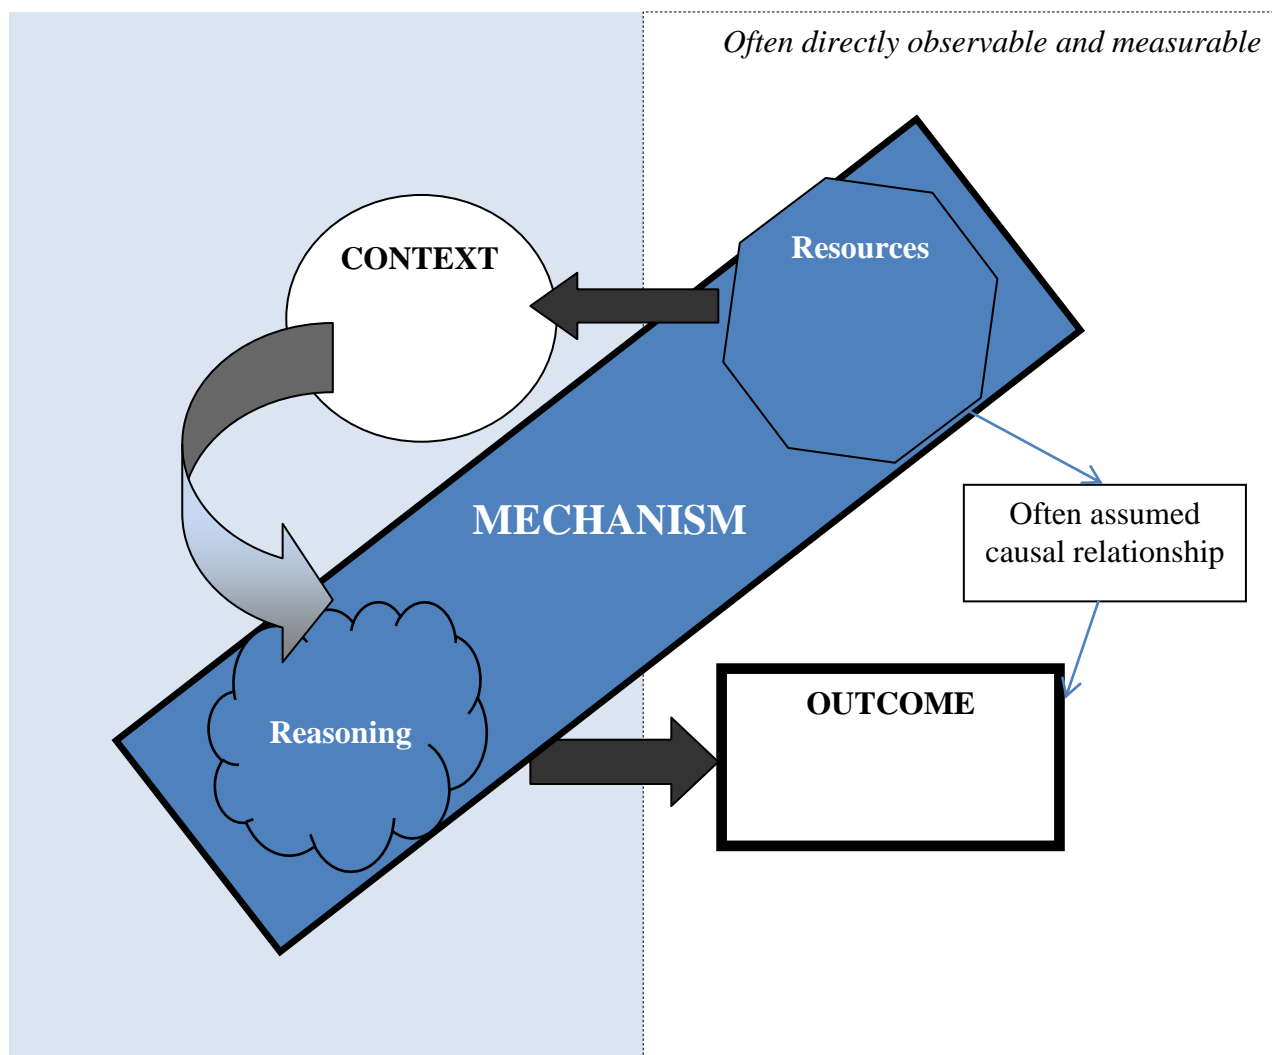 Often directly observable and measurable
CONTEXT
Resources
MECHANISM
Often assumed
causal relationship
OUTCOME
Reasoning